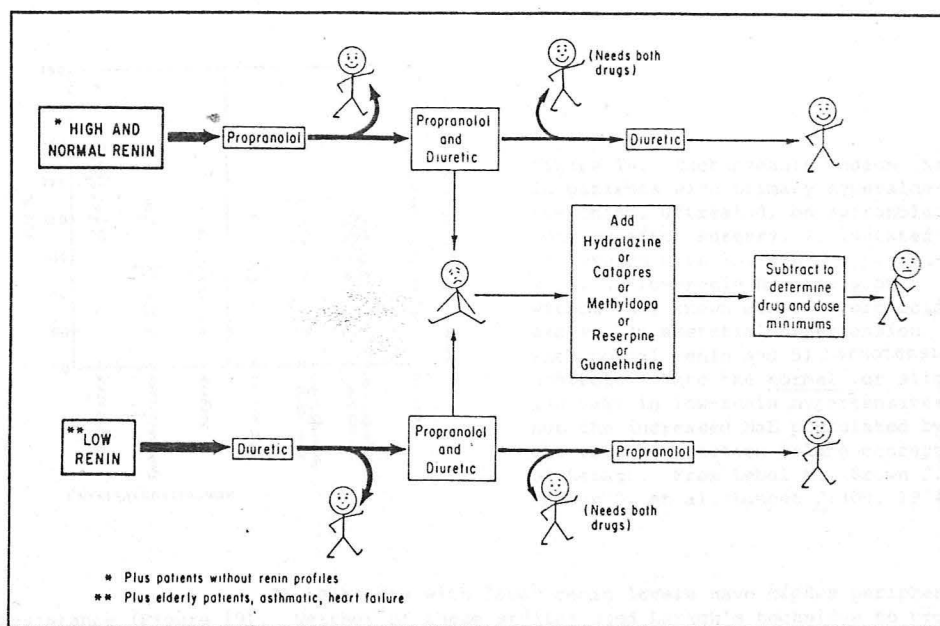 (Needs both
drugs)
* HIGH AND
NORMAL RENIN
Propranolol
Propranolol
and
Diuretic
Diuretic
Add
Hydralazine
or
Catapres
or
Methyldopa
or
Reserpine
or
Guanethidine
Subtract to
determine
drug and dose
minimums
** LOW
RENIN
Diuretic
Propranolol
and
Diuretic
Propranolol
(Needs both
drugs)
* Plus patients without renin profiles
** Plus elderly patients, asthmatic, heart failure